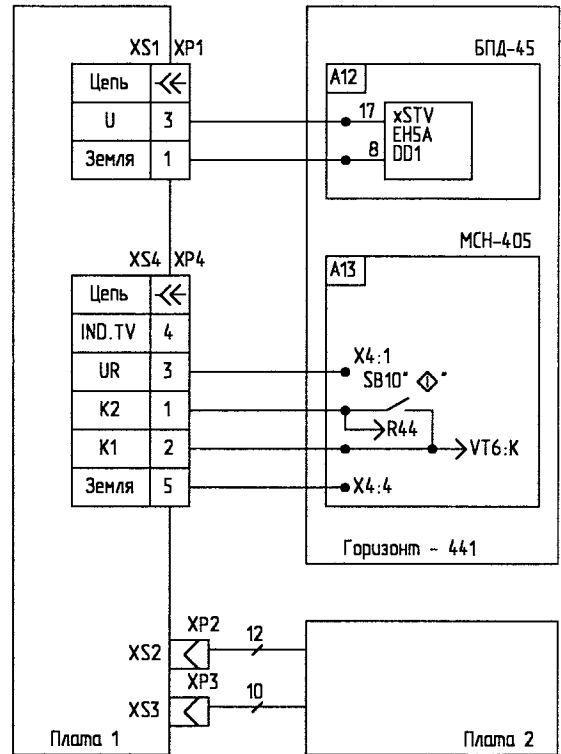 XS1 XP1
БПД-45
Цепь
U 3
Земля 1
A12
17
8
xSTV
EH5A
DD1
XS4 XP4
МСН-405
Цепь
IND.TV 4
UR 3
K2 1
K1 2
Земля 5
A13
X4:1
SB10"
"
R44
VT6:K
X4:4
Горизонт - 441
XP2
12
XS2
XP3
10
XS3
Плата 1
Плата 2